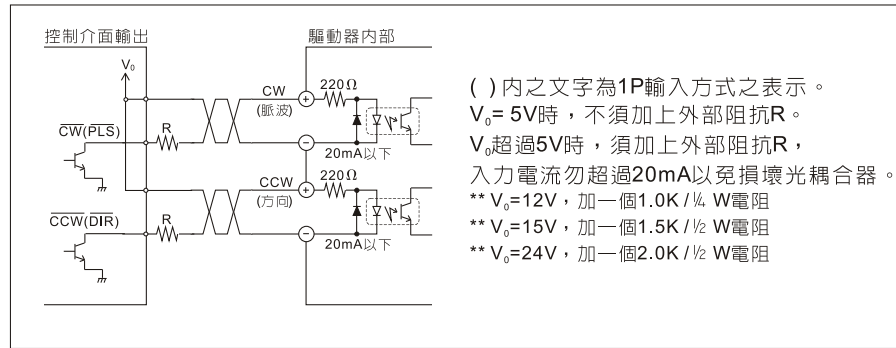 控制介面輸出
驅動器内部
V₀
CW
(脈波)
220Ω
CW(PLS)
R
20mA以下
CCW
(方向)
220Ω
CCW(DIR)
R
20mA以下
( ) 内之文字為1P輸入方式之表示。
V₀= 5V時，不須加上外部阻抗R。
V₀超過5V時，須加上外部阻抗R，
入力電流勿超過20mA以免損壞光耦合器。
** V₀=12V，加一個1.0K / ¼ W電阻
** V₀=15V，加一個1.5K / ½ W電阻
** V₀=24V，加一個2.0K / ½ W電阻